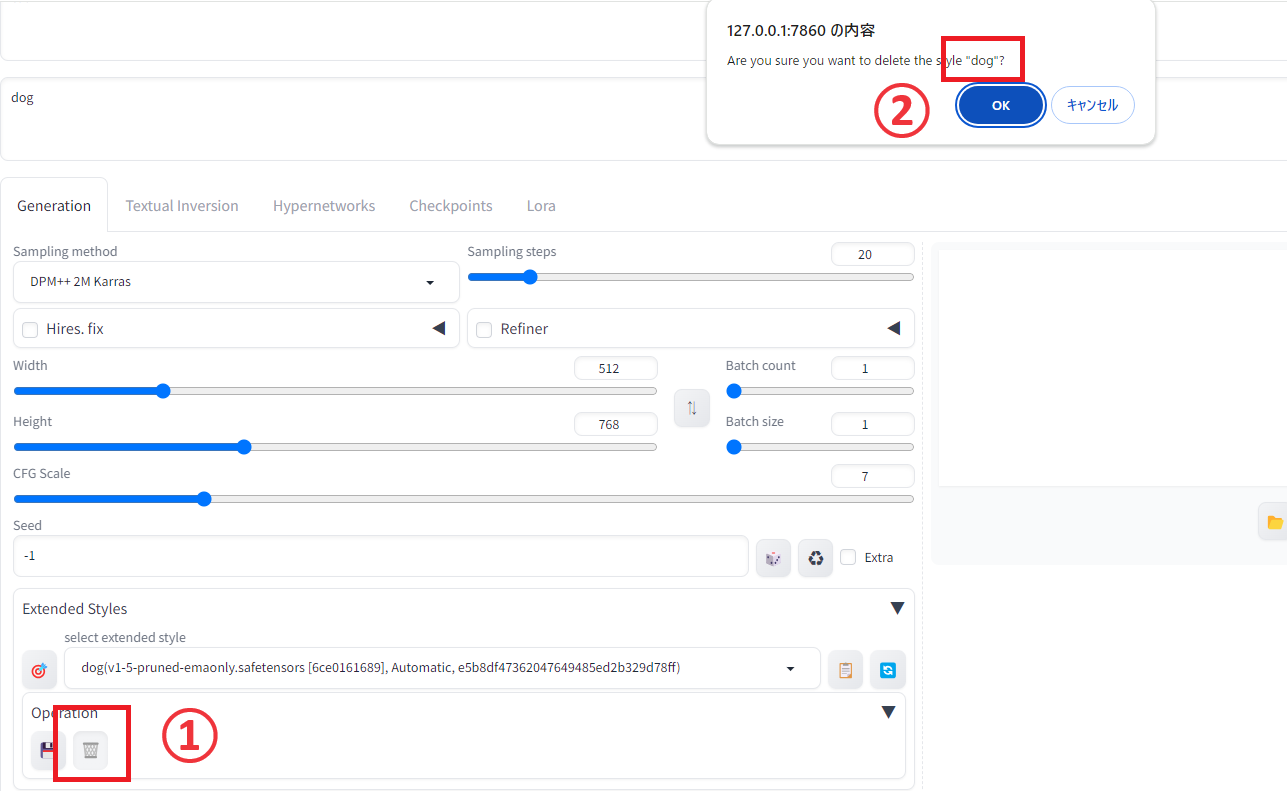 127.0.0.1:7860 の内容
Are you sure you want to delete the style "dog"?
OK
キャンセル
②
dog
Generation
Textual Inversion
Hypernetworks
Checkpoints
Lora
Sampling method
DPM++ 2M Karras
Sampling steps
20
Hires. fix
Refiner
Width
512
Batch count
1
Height
768
Batch size
1
CFG Scale
7
Seed
-1
Extra
Extended Styles
select extended style
dog(v1-5-pruned-emaonly.safetensors [6ce0161689], Automatic, e5b8df47362047649485ed2b329d78ff)
Operation
①